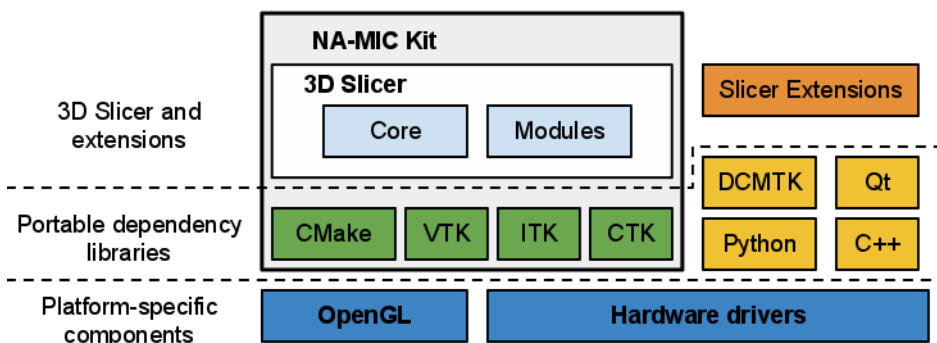 NA-MIC Kit
3D Slicer
3D Slicer and
extensions
Core
Modules
Slicer Extensions
Portable dependency
libraries
CMake
VTK
ITK
CTK
DCMTK
Qt
Python
C++
Platform-specific
components
OpenGL
Hardware drivers